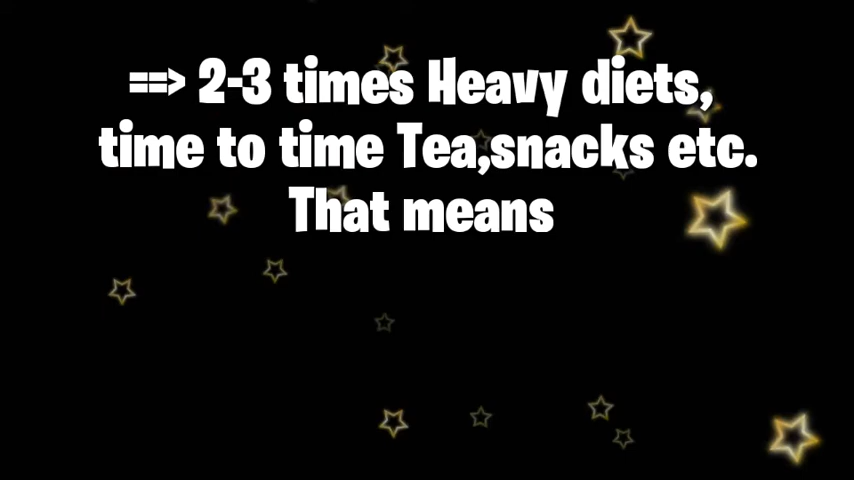 ==> 2-3 times Heavy diets,
time to time Tea,snacks etc.
That means